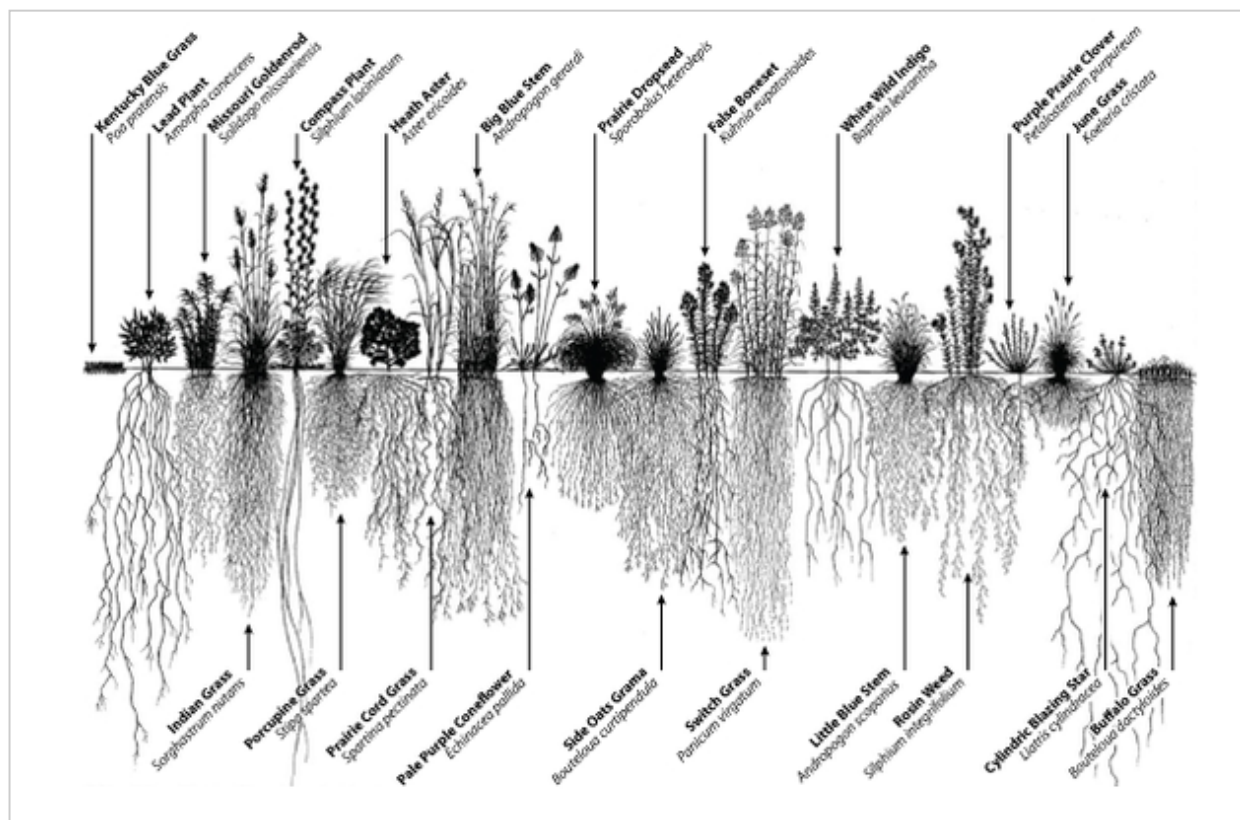 Kentucky Blue Grass
Poa pratensis
Lead Plant
Amorpha canescens
Missouri Goldenrod
Solidago missouriensis
Compass Plant
Silphium laciniatum
Heath Aster
Aster ericoides
Big Blue Stem
Andropogon gerardi
Prairie Dropseed
Sporobolus heterolepis
False Boneset
Kuhnia eupatorioides
White Wild Indigo
Baptisia leucantha
Purple Prairie Clover
Petalostemum purpureum
June Grass
Koeleria cristata
Indian Grass
Sorghastrum nutans
Porcupine Grass
Stipa spartea
Prairie Cord Grass
Spartina pectinata
Pale Purple Coneflower
Echinacea pallida
Side Oats Grama
Bouteloua curtipendula
Switch Grass
Panicum virgatum
Little Blue Stem
Andropogon scoparius
Rosin Weed
Silphium integrifolium
Cylindric Blazing Star
Liatris cylindracea
Buffalo Grass
Bouteloua dactyloides